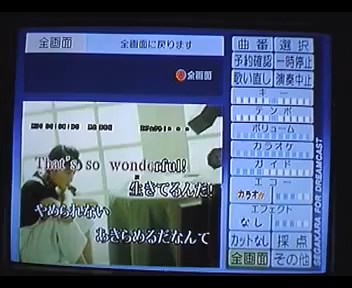 全画面
全画面に戻ります
全画面
曲番 選択
予約確認 一時停止
歌い直し 演奏中止
キー
テンポ
ボリューム
カラオケ
ガイド
エコー
カラオケ
エフェクト
なし
カットなし 採点
全画面 その他
That's so wonderful!
生きてるんだ!
やめられない
あきらめるだなんて
SEGAKARA FOR DREAMCAST